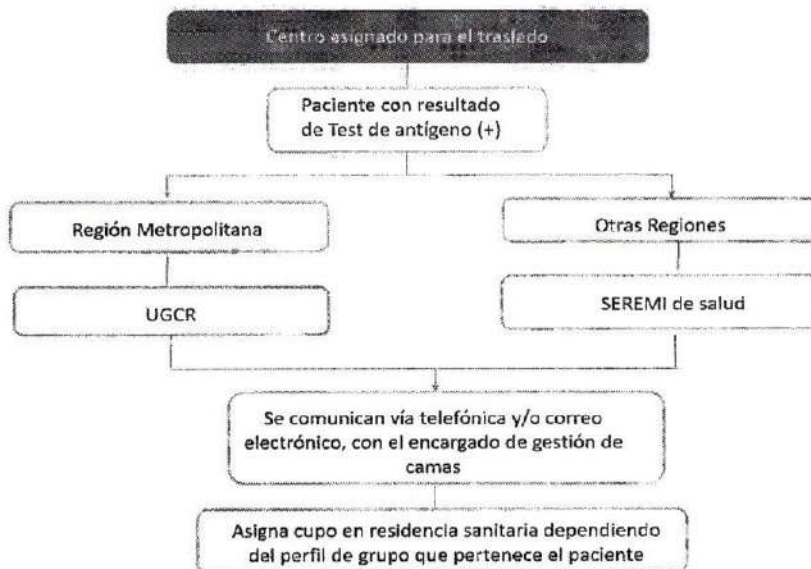 Centro asignado para el traslado
Paciente con resultado
de Test de antígeno (+)
Región Metropolitana
Otras Regiones
UGCR
SEREMI de salud
Se comunican vía telefónica y/o correo
electrónico, con el encargado de gestión de
camas
Asigna cupo en residencia sanitaria dependiendo
del perfil de grupo que pertenece el paciente